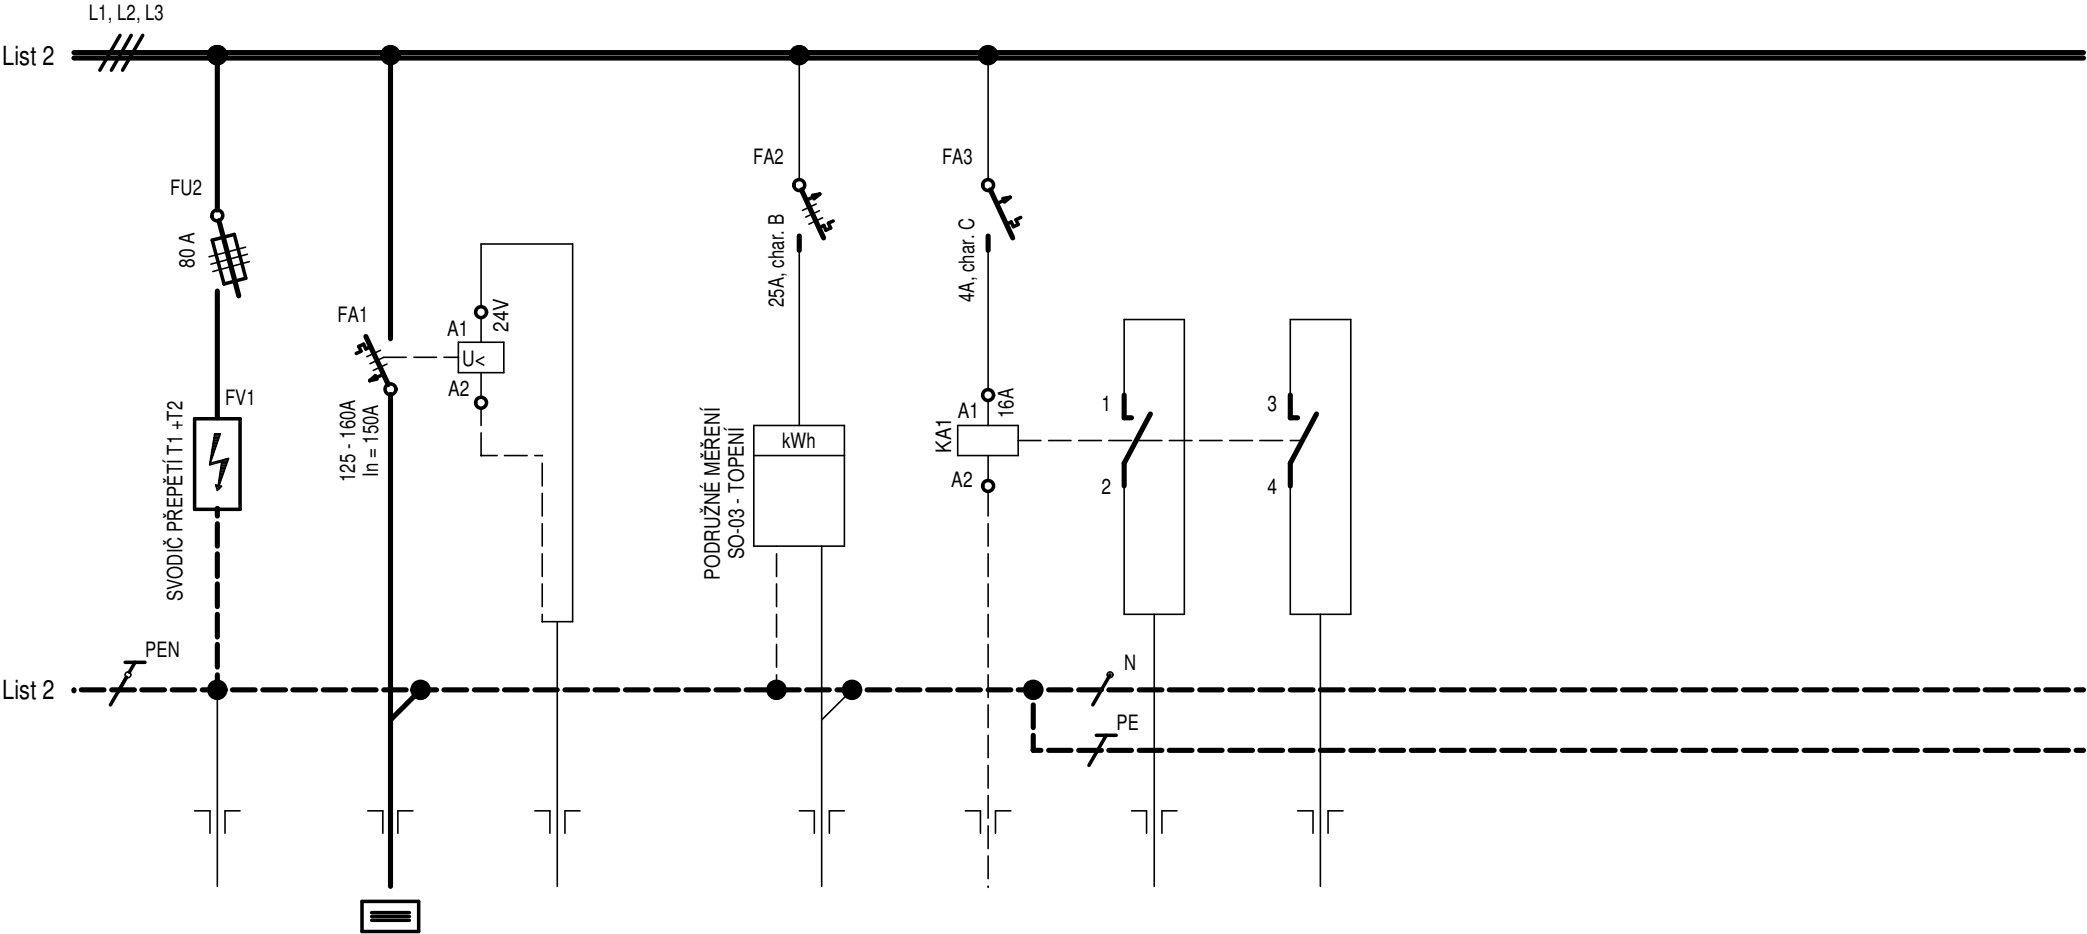 L1, L2, L3
List 2
FU2
80 A
FV1
SVODIČ PŘEPĚTÍ T1 +T2
FA1
125 - 160A
In = 150A
A1
24V
U<
A2
FA2
25A, char. B
kWh
PODRUŽNÉ MĚŘENÍ
SO-03 - TOPENÍ
FA3
4A, char. C
A1
16A
KA1
A2
1
2
3
4
PEN
List 2
N
PE